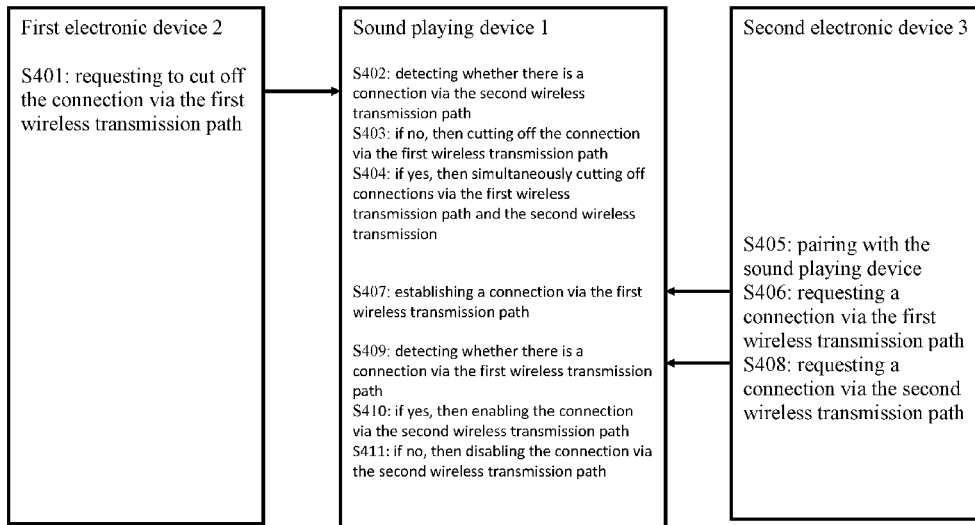 First electronic device 2
S401: requesting to cut off
the connection via the first
wireless transmission path
Sound playing device 1
S402: detecting whether there is a
connection via the second wireless
transmission path
S403: if no, then cutting off the connection
via the first wireless transmission path
S404: if yes, then simultaneously cutting off
connections via the first wireless
transmission path and the second wireless
transmission
S407: establishing a connection via the first
wireless transmission path
S409: detecting whether there is a
connection via the first wireless transmission
path
S410: if yes, then enabling the connection
via the second wireless transmission path
S411: if no, then disabling the connection via
the second wireless transmission path
Second electronic device 3
S405: pairing with the
sound playing device
S406: requesting a
connection via the first
wireless transmission path
S408: requesting a
connection via the second
wireless transmission path